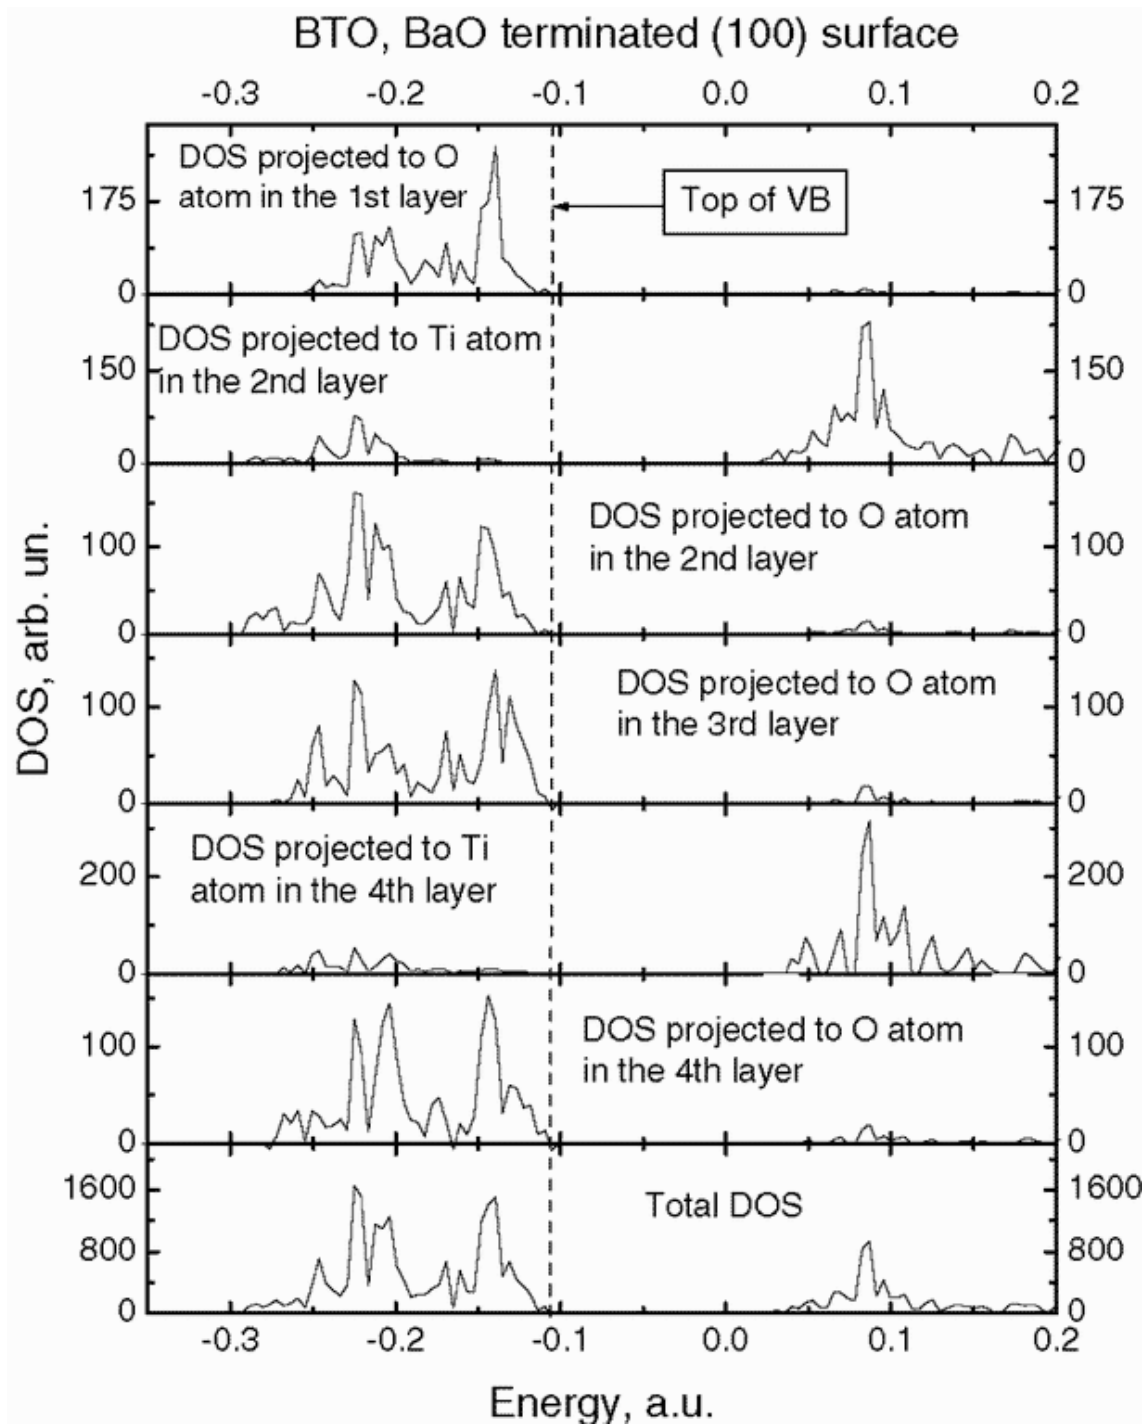 BTO, BaO terminated (100) surface
-0.3 -0.2 -0.1 0.0 0.1 0.2
DOS projected to O
atom in the 1st layer
Top of VB
175 175
0 0
DOS projected to Ti atom
in the 2nd layer
150 150
0 0
DOS projected to O atom
in the 2nd layer
100 100
0 0
DOS projected to O atom
in the 3rd layer
100 100
0 0
DOS projected to Ti
atom in the 4th layer
200 200
0 0
DOS projected to O atom
in the 4th layer
100 100
0 0
Total DOS
1600 1600
800 800
0 0
-0.3 -0.2 -0.1 0.0 0.1 0.2
DOS, arb. un.
Energy, a.u.